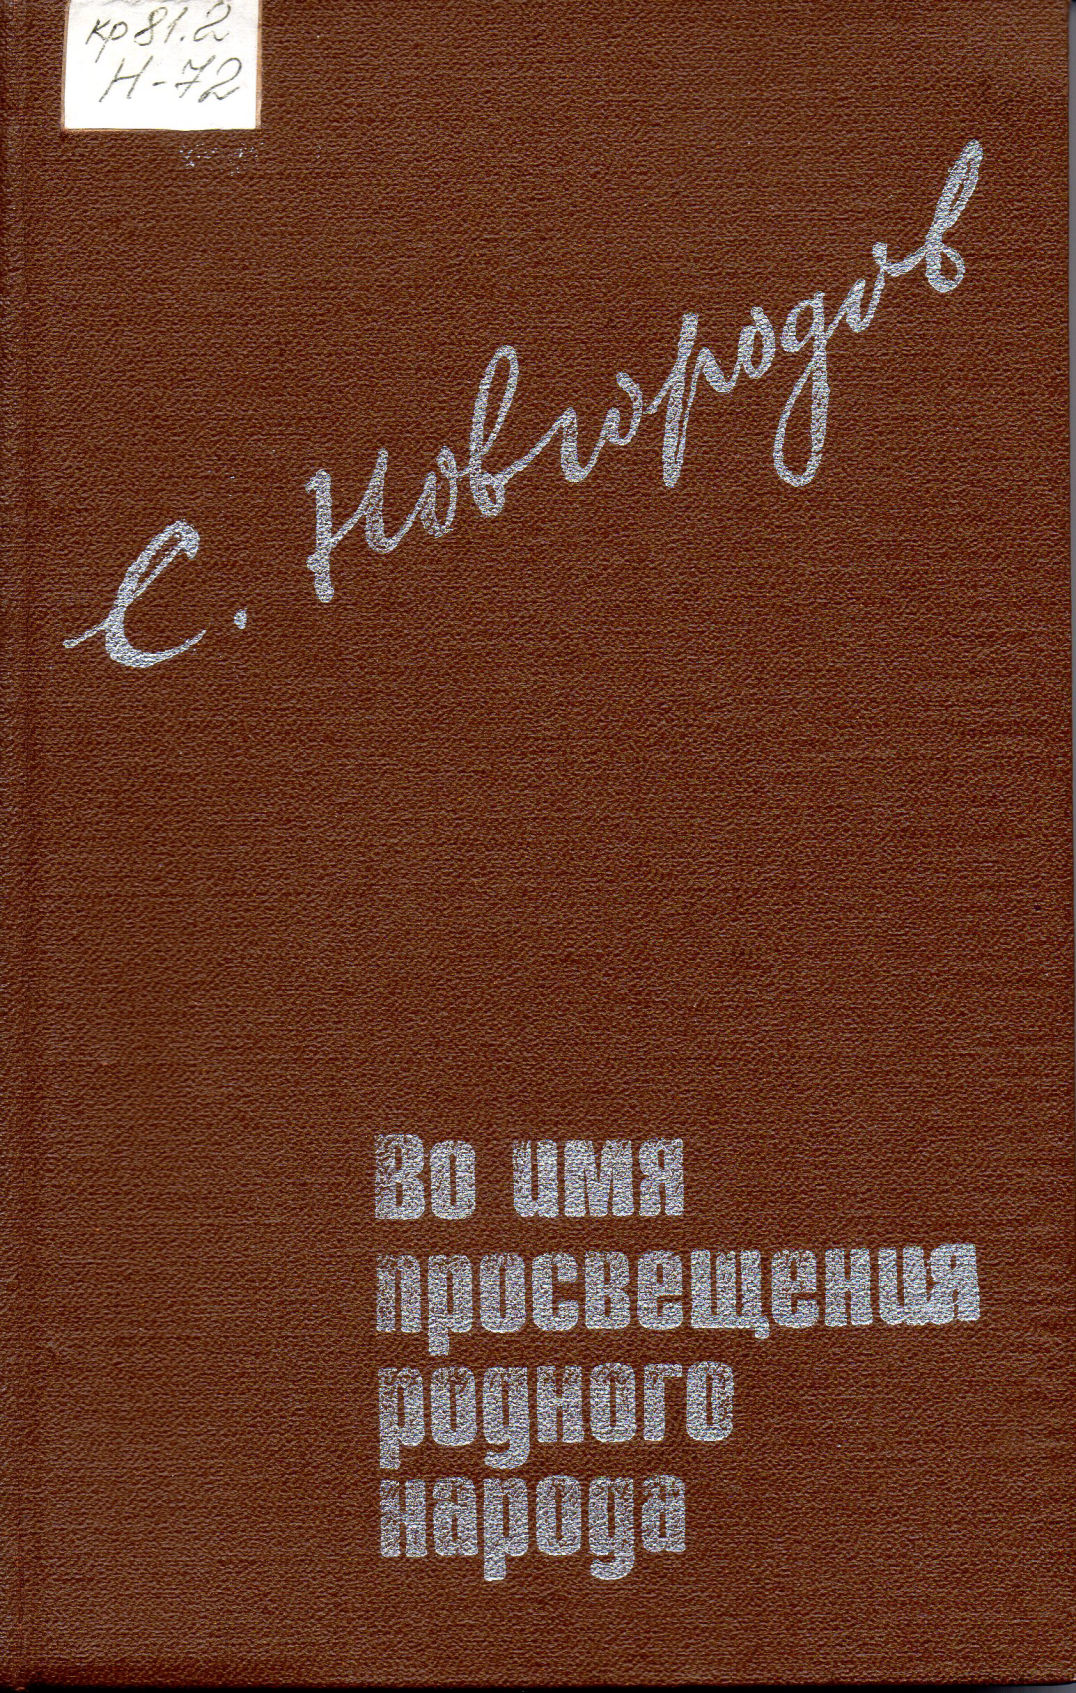 кр 81.2
Н-72
С. Новгородов
Во имя
просвещения
родного
народа